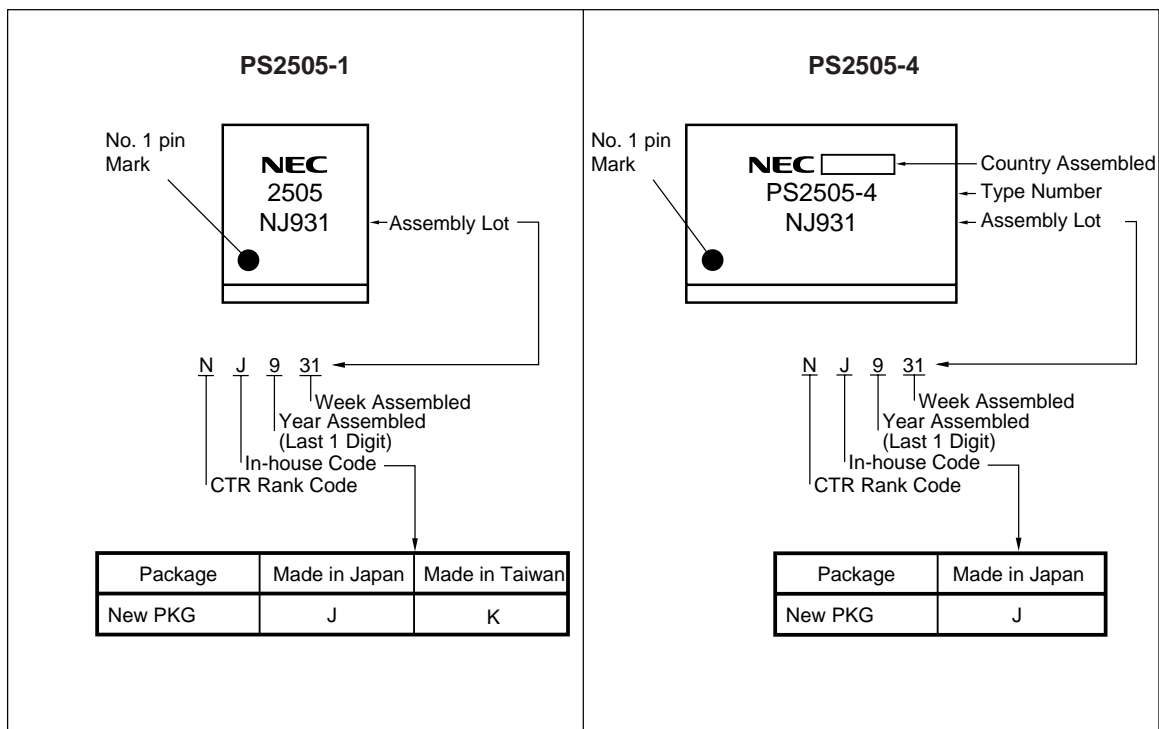 PS2505-1
No. 1 pin
Mark
NEC
2505
NJ931
Assembly Lot
N J 9 31
Week Assembled
Year Assembled
(Last 1 Digit)
In-house Code
CTR Rank Code
Package Made in Japan Made in Taiwan
New PKG J K
PS2505-4
No. 1 pin
Mark
NEC
PS2505-4
NJ931
Country Assembled
Type Number
Assembly Lot
N J 9 31
Week Assembled
Year Assembled
(Last 1 Digit)
In-house Code
CTR Rank Code
Package Made in Japan
New PKG J